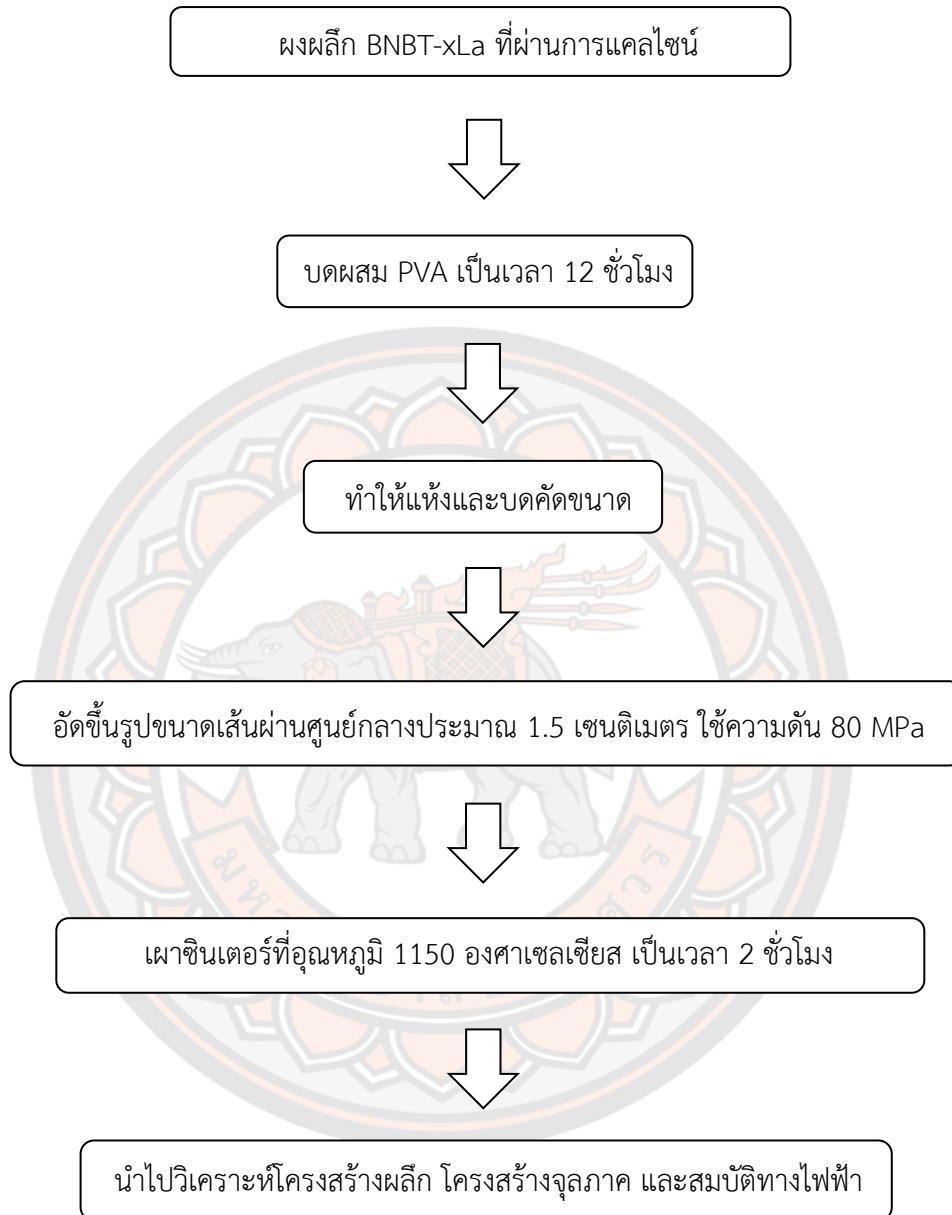 ผงผลึก BNBT-xLa ที่ผ่านการแคลไซน์
บดผสม PVA เป็นเวลา 12 ชั่วโมง
ทำให้แห้งและบดคัดขนาด
อัดขึ้นรูปขนาดเส้นผ่านศูนย์กลางประมาณ 1.5 เซนติเมตร ใช้ความดัน 80 MPa
เผาซินเตอร์ที่อุณหภูมิ 1150 องศาเซลเซียส เป็นเวลา 2 ชั่วโมง
นำไปวิเคราะห์โครงสร้างผลึก โครงสร้างจุลภาค และสมบัติทางไฟฟ้า